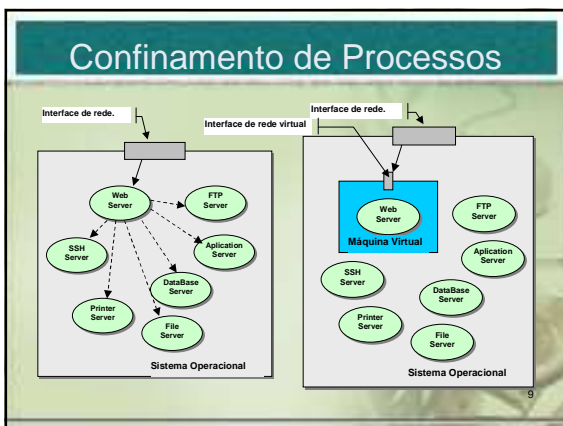 Confinamento de Processos
Interface de rede.
Web
Server
FTP
Server
SSH
Server
Aplication
Server
DataBase
Server
Printer
Server
File
Server
Sistema Operacional
Interface de rede.
Interface de rede virtual
Web
Server
Máquina Virtual
FTP
Server
Aplication
Server
SSH
Server
DataBase
Server
Printer
Server
File
Server
Sistema Operacional
9